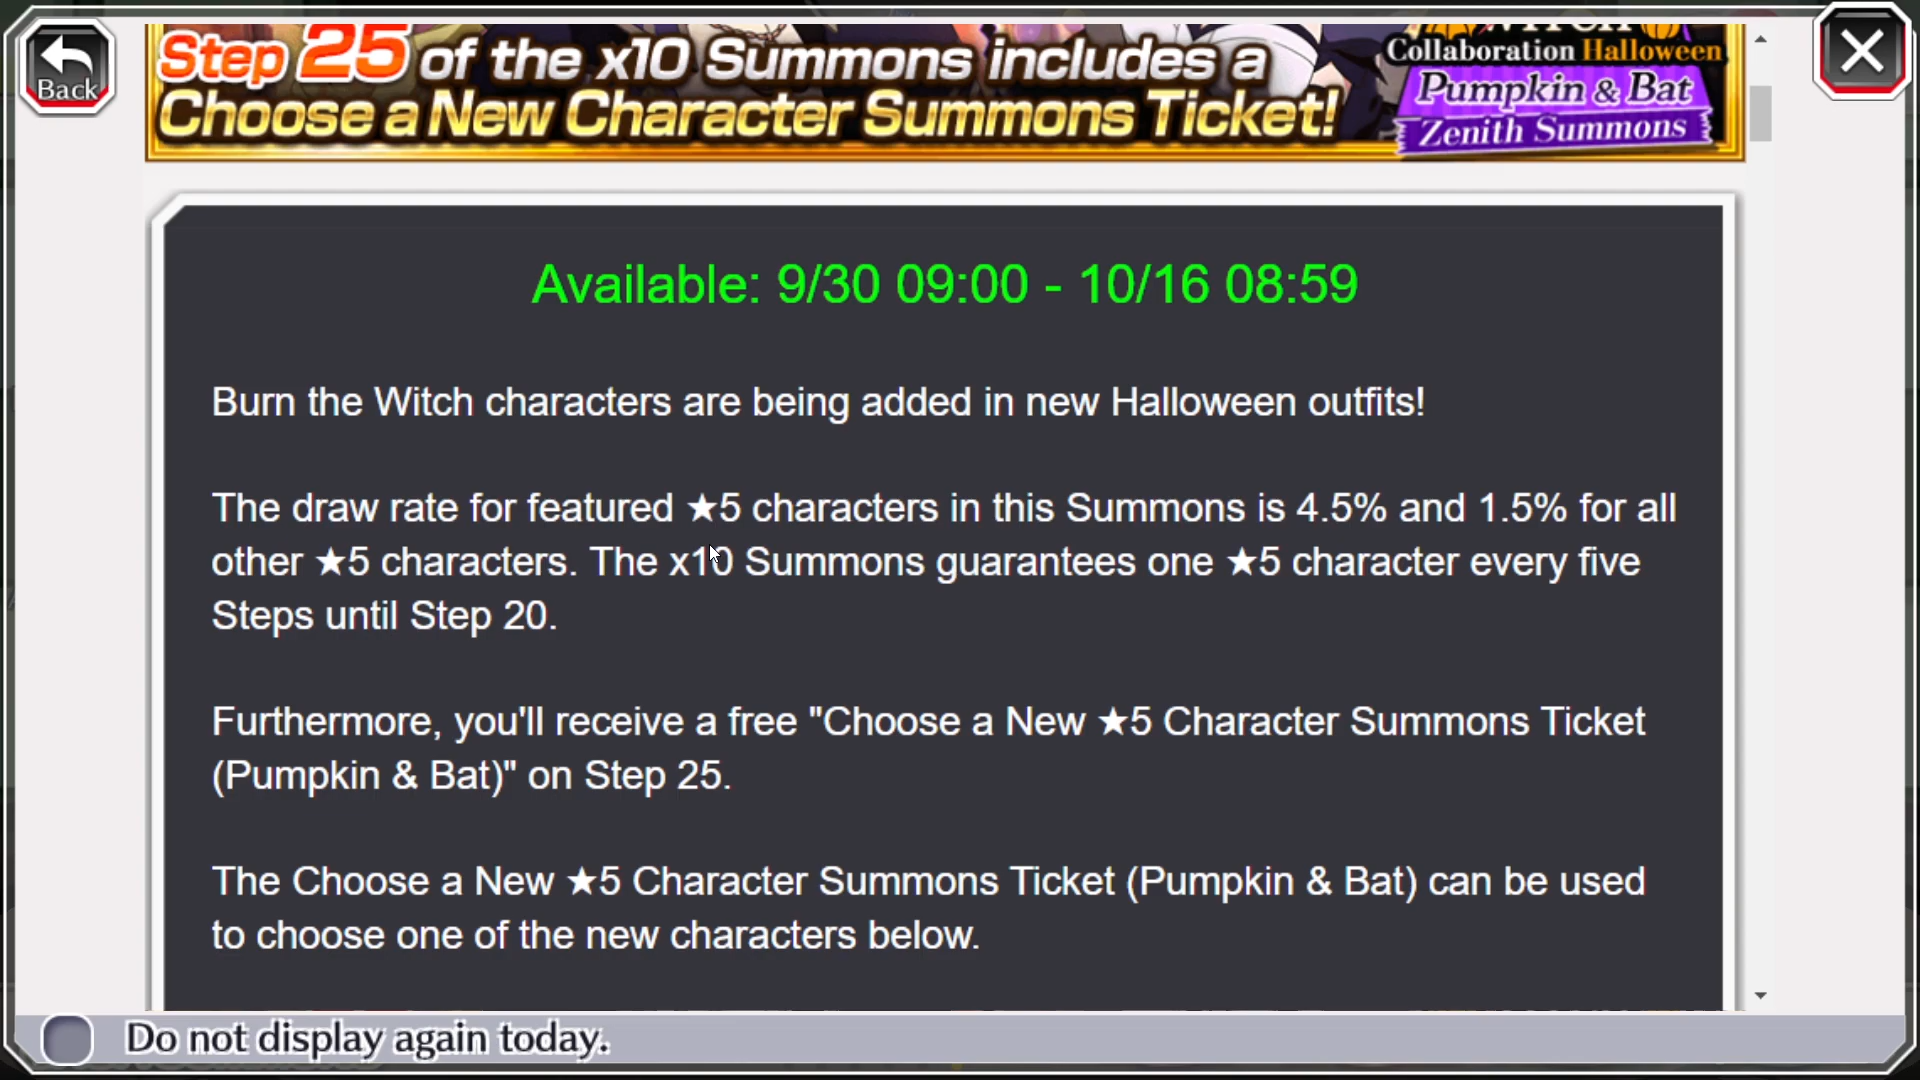 Step 25 of the x10 Summons includes a
Choose a New Character Summons Ticket!
Collaboration Halloween
Pumpkin & Bat
Zenith Summons
Back
Available: 9/30 09:00 - 10/16 08:59
Burn the Witch characters are being added in new Halloween outfits!
The draw rate for featured ★5 characters in this Summons is 4.5% and 1.5% for all
other ★5 characters. The x10 Summons guarantees one ★5 character every five
Steps until Step 20.
Furthermore, you'll receive a free "Choose a New ★5 Character Summons Ticket
(Pumpkin & Bat)" on Step 25.
The Choose a New ★5 Character Summons Ticket (Pumpkin & Bat) can be used
to choose one of the new characters below.
Do not display again today.